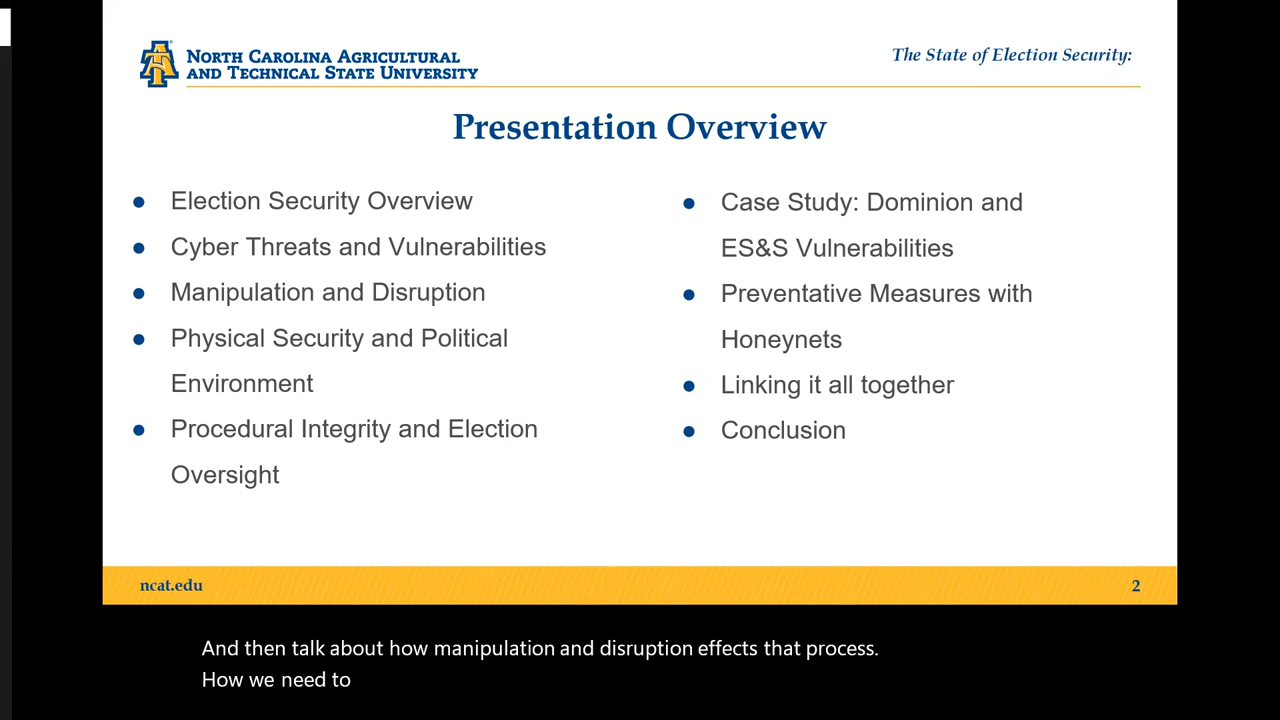 NORTH CAROLINA AGRICULTURAL
AND TECHNICAL STATE UNIVERSITY
The State of Election Security:
Presentation Overview
● Election Security Overview
● Cyber Threats and Vulnerabilities
● Manipulation and Disruption
● Physical Security and Political
Environment
● Procedural Integrity and Election
Oversight
● Case Study: Dominion and
ES&S Vulnerabilities
● Preventative Measures with
Honeynets
● Linking it all together
● Conclusion
ncat.edu
2
And then talk about how manipulation and disruption effects that process.
How we need to